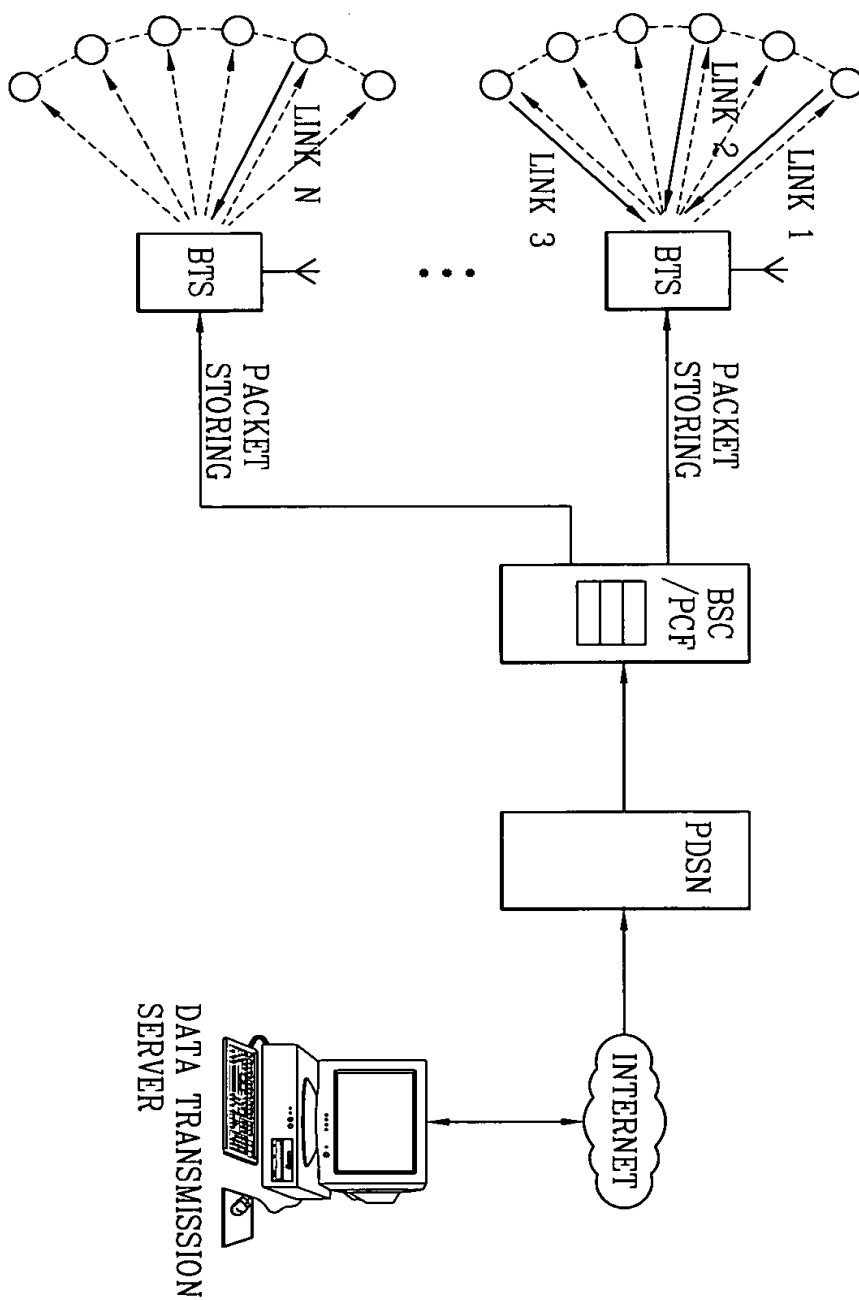 LINK 1
LINK 2
LINK 3
BTS
PACKET
STORING
BSC
/PCF
PDSN
INTERNET
LINK N
BTS
PACKET
STORING
DATA TRANSMISSION
SERVER